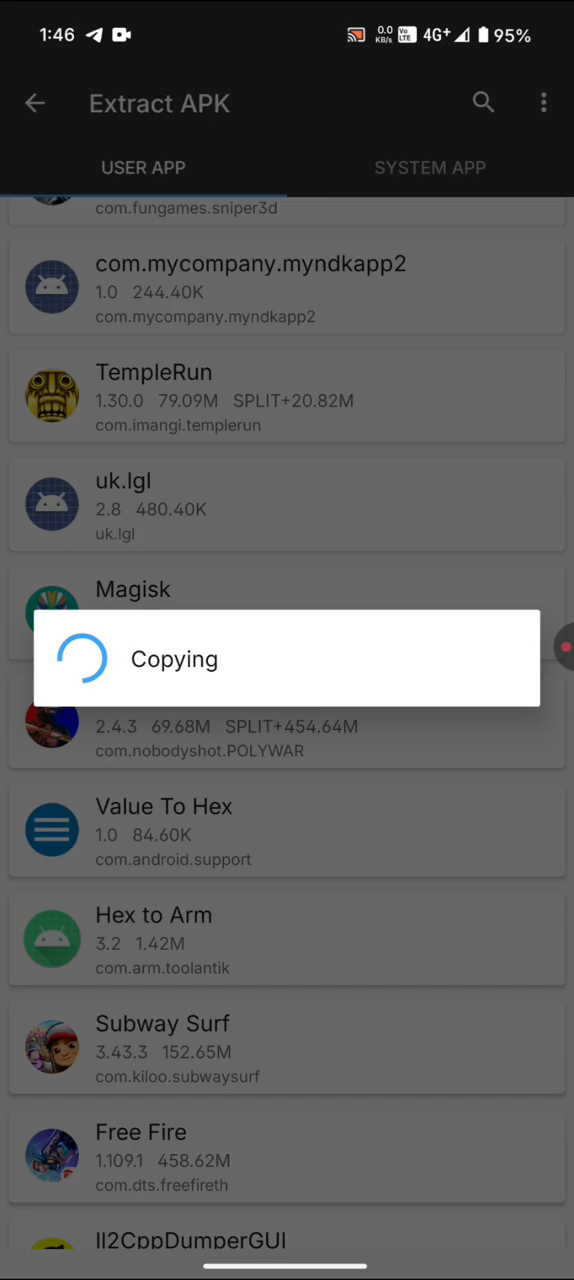 1:46
0.0 KB/s Vo LTE 4G+ 95%
Extract APK
USER APP SYSTEM APP
com.fungames.sniper3d
com.mycompany.myndkapp2
1.0 244.40K
com.mycompany.myndkapp2
TempleRun
1.30.0 79.09M SPLIT+20.82M
com.imangi.templerun
uk.lgl
2.8 480.40K
uk.lgl
Magisk
Copying
2.4.3 69.68M SPLIT+454.64M
com.nobodyshot.POLYWAR
Value To Hex
1.0 84.60K
com.android.support
Hex to Arm
3.2 1.42M
com.arm.toolantik
Subway Surf
3.43.3 152.65M
com.kiloo.subwaysurf
Free Fire
1.109.1 458.62M
com.dts.freefireth
Il2CppDumperGUI